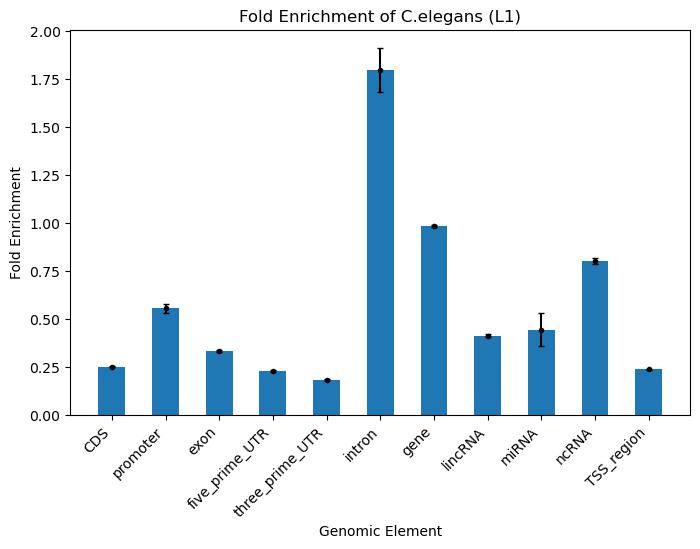 Fold Enrichment of C.elegans (L1)
Fold Enrichment
2.00
1.75
1.50
1.25
1.00
0.75
0.50
0.25
0.00
CDS
promoter
exon
five_prime_UTR
three_prime_UTR
intron
gene
lincRNA
miRNA
ncRNA
TSS_region
Genomic Element